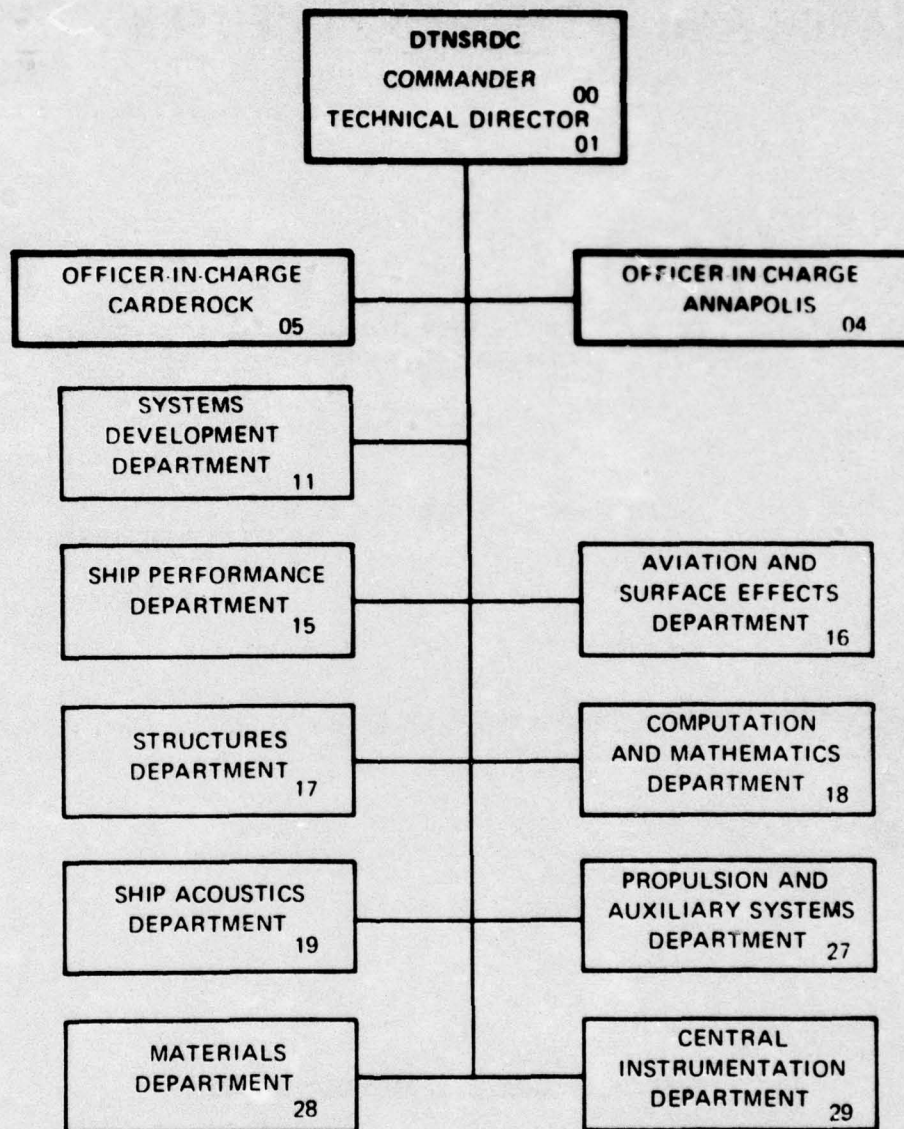 DTNSRDC
COMMANDER
00
TECHNICAL DIRECTOR
01
OFFICER-IN-CHARGE
CARDEROCK
05
OFFICER IN CHARGE
ANNAPOLIS
04
SYSTEMS
DEVELOPMENT
DEPARTMENT
11
SHIP PERFORMANCE
DEPARTMENT
15
AVIATION AND
SURFACE EFFECTS
DEPARTMENT
16
STRUCTURES
DEPARTMENT
17
COMPUTATION
AND MATHEMATICS
DEPARTMENT
18
SHIP ACOUSTICS
DEPARTMENT
19
PROPULSION AND
AUXILIARY SYSTEMS
DEPARTMENT
27
MATERIALS
DEPARTMENT
28
CENTRAL
INSTRUMENTATION
DEPARTMENT
29